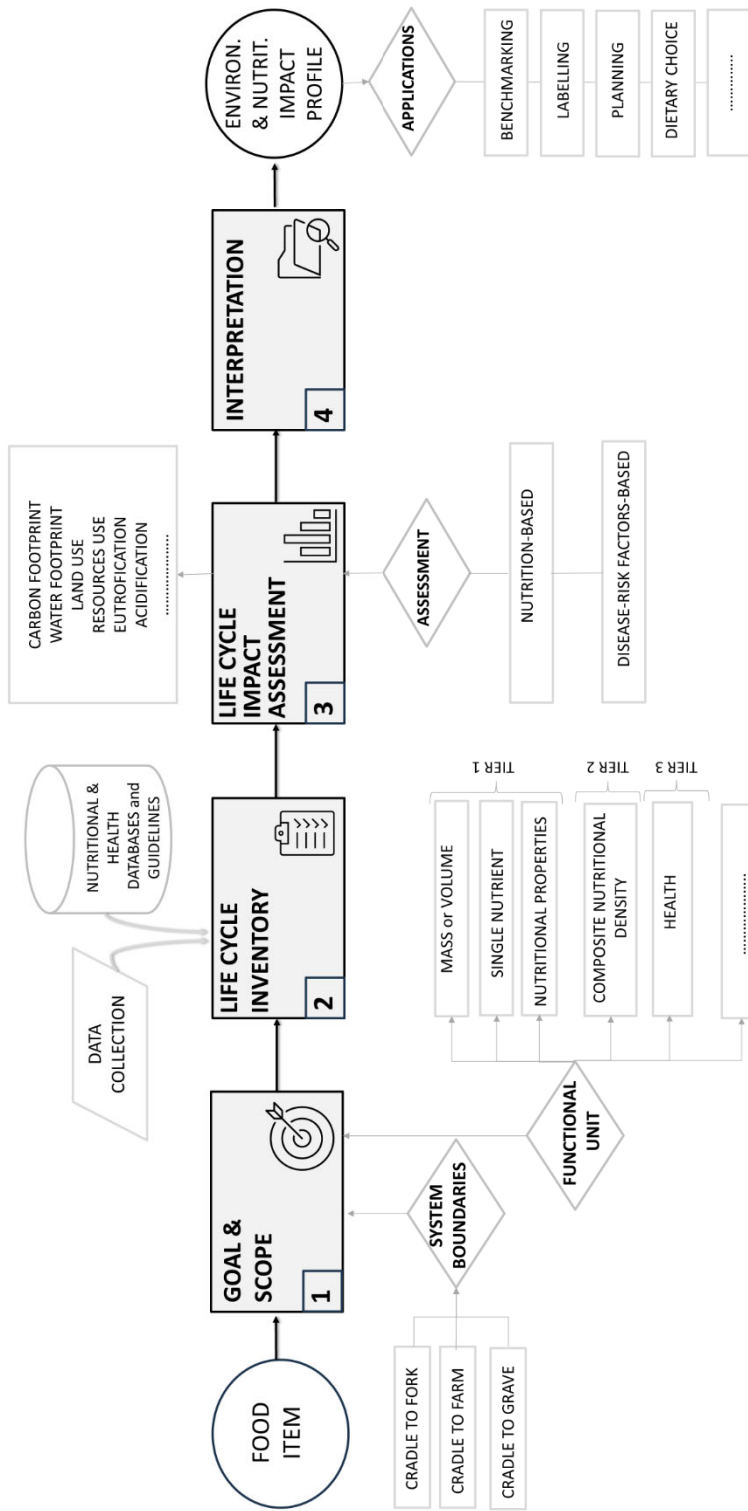 FOOD
ITEM
GOAL &
SCOPE
1
SYSTEM
BOUNDARIES
CRADLE TO FORK
CRADLE TO FARM
CRADLE TO GRAVE
FUNCTIONAL
UNIT
MASS or VOLUME
SINGLE NUTRIENT
NUTRITIONAL PROPERTIES
TIER 1
COMPOSITE NUTRITIONAL
DENSITY
TIER 2
HEALTH
TIER 3
.....................
DATA
COLLECTION
NUTRITIONAL &
HEALTH
DATABASES and
GUIDELINES
LIFE CYCLE
INVENTORY
2
LIFE CYCLE
IMPACT
ASSESSMENT
3
CARBON FOOTPRINT
WATER FOOTPRINT
LAND USE
RESOURCES USE
EUTROFICATION
ACIDIFICATION
.....................
ASSESSMENT
NUTRITION-BASED
DISEASE-RISK FACTORS-BASED
INTERPRETATION
4
ENVIRON.
& NUTRIT.
IMPACT
PROFILE
APPLICATIONS
BENCHMARKING
LABELLING
PLANNING
DIETARY CHOICE
...............